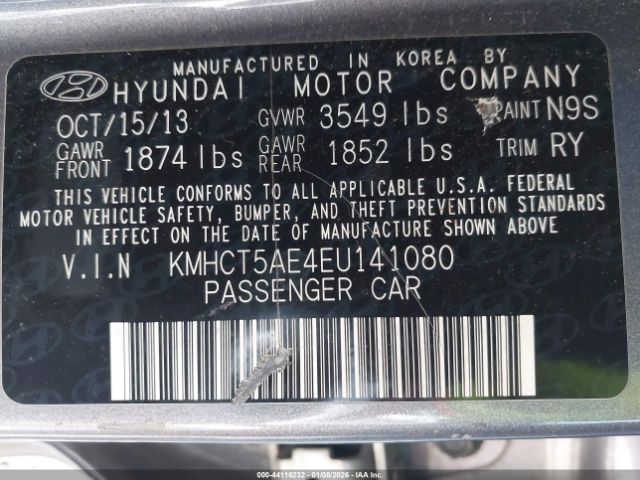 MANUFACTURED IN KOREA BY
HYUNDAI MOTOR COMPANY
OCT/15/13 GVWR 3549 lbs PAINT N9S
GAWR FRONT 1874 lbs GAWR REAR 1852 lbs TRIM RY
THIS VEHICLE CONFORMS TO ALL APPLICABLE U.S.A. FEDERAL
MOTOR VEHICLE SAFETY, BUMPER, AND THEFT PREVENTION STANDARDS
IN EFFECT ON THE DATE OF MANUFACTURE SHOWN ABOVE
V.I.N KMHCT5AE4EU141080
PASSENGER CAR
000-44116232 - 01/08/2026 - IAAI.com